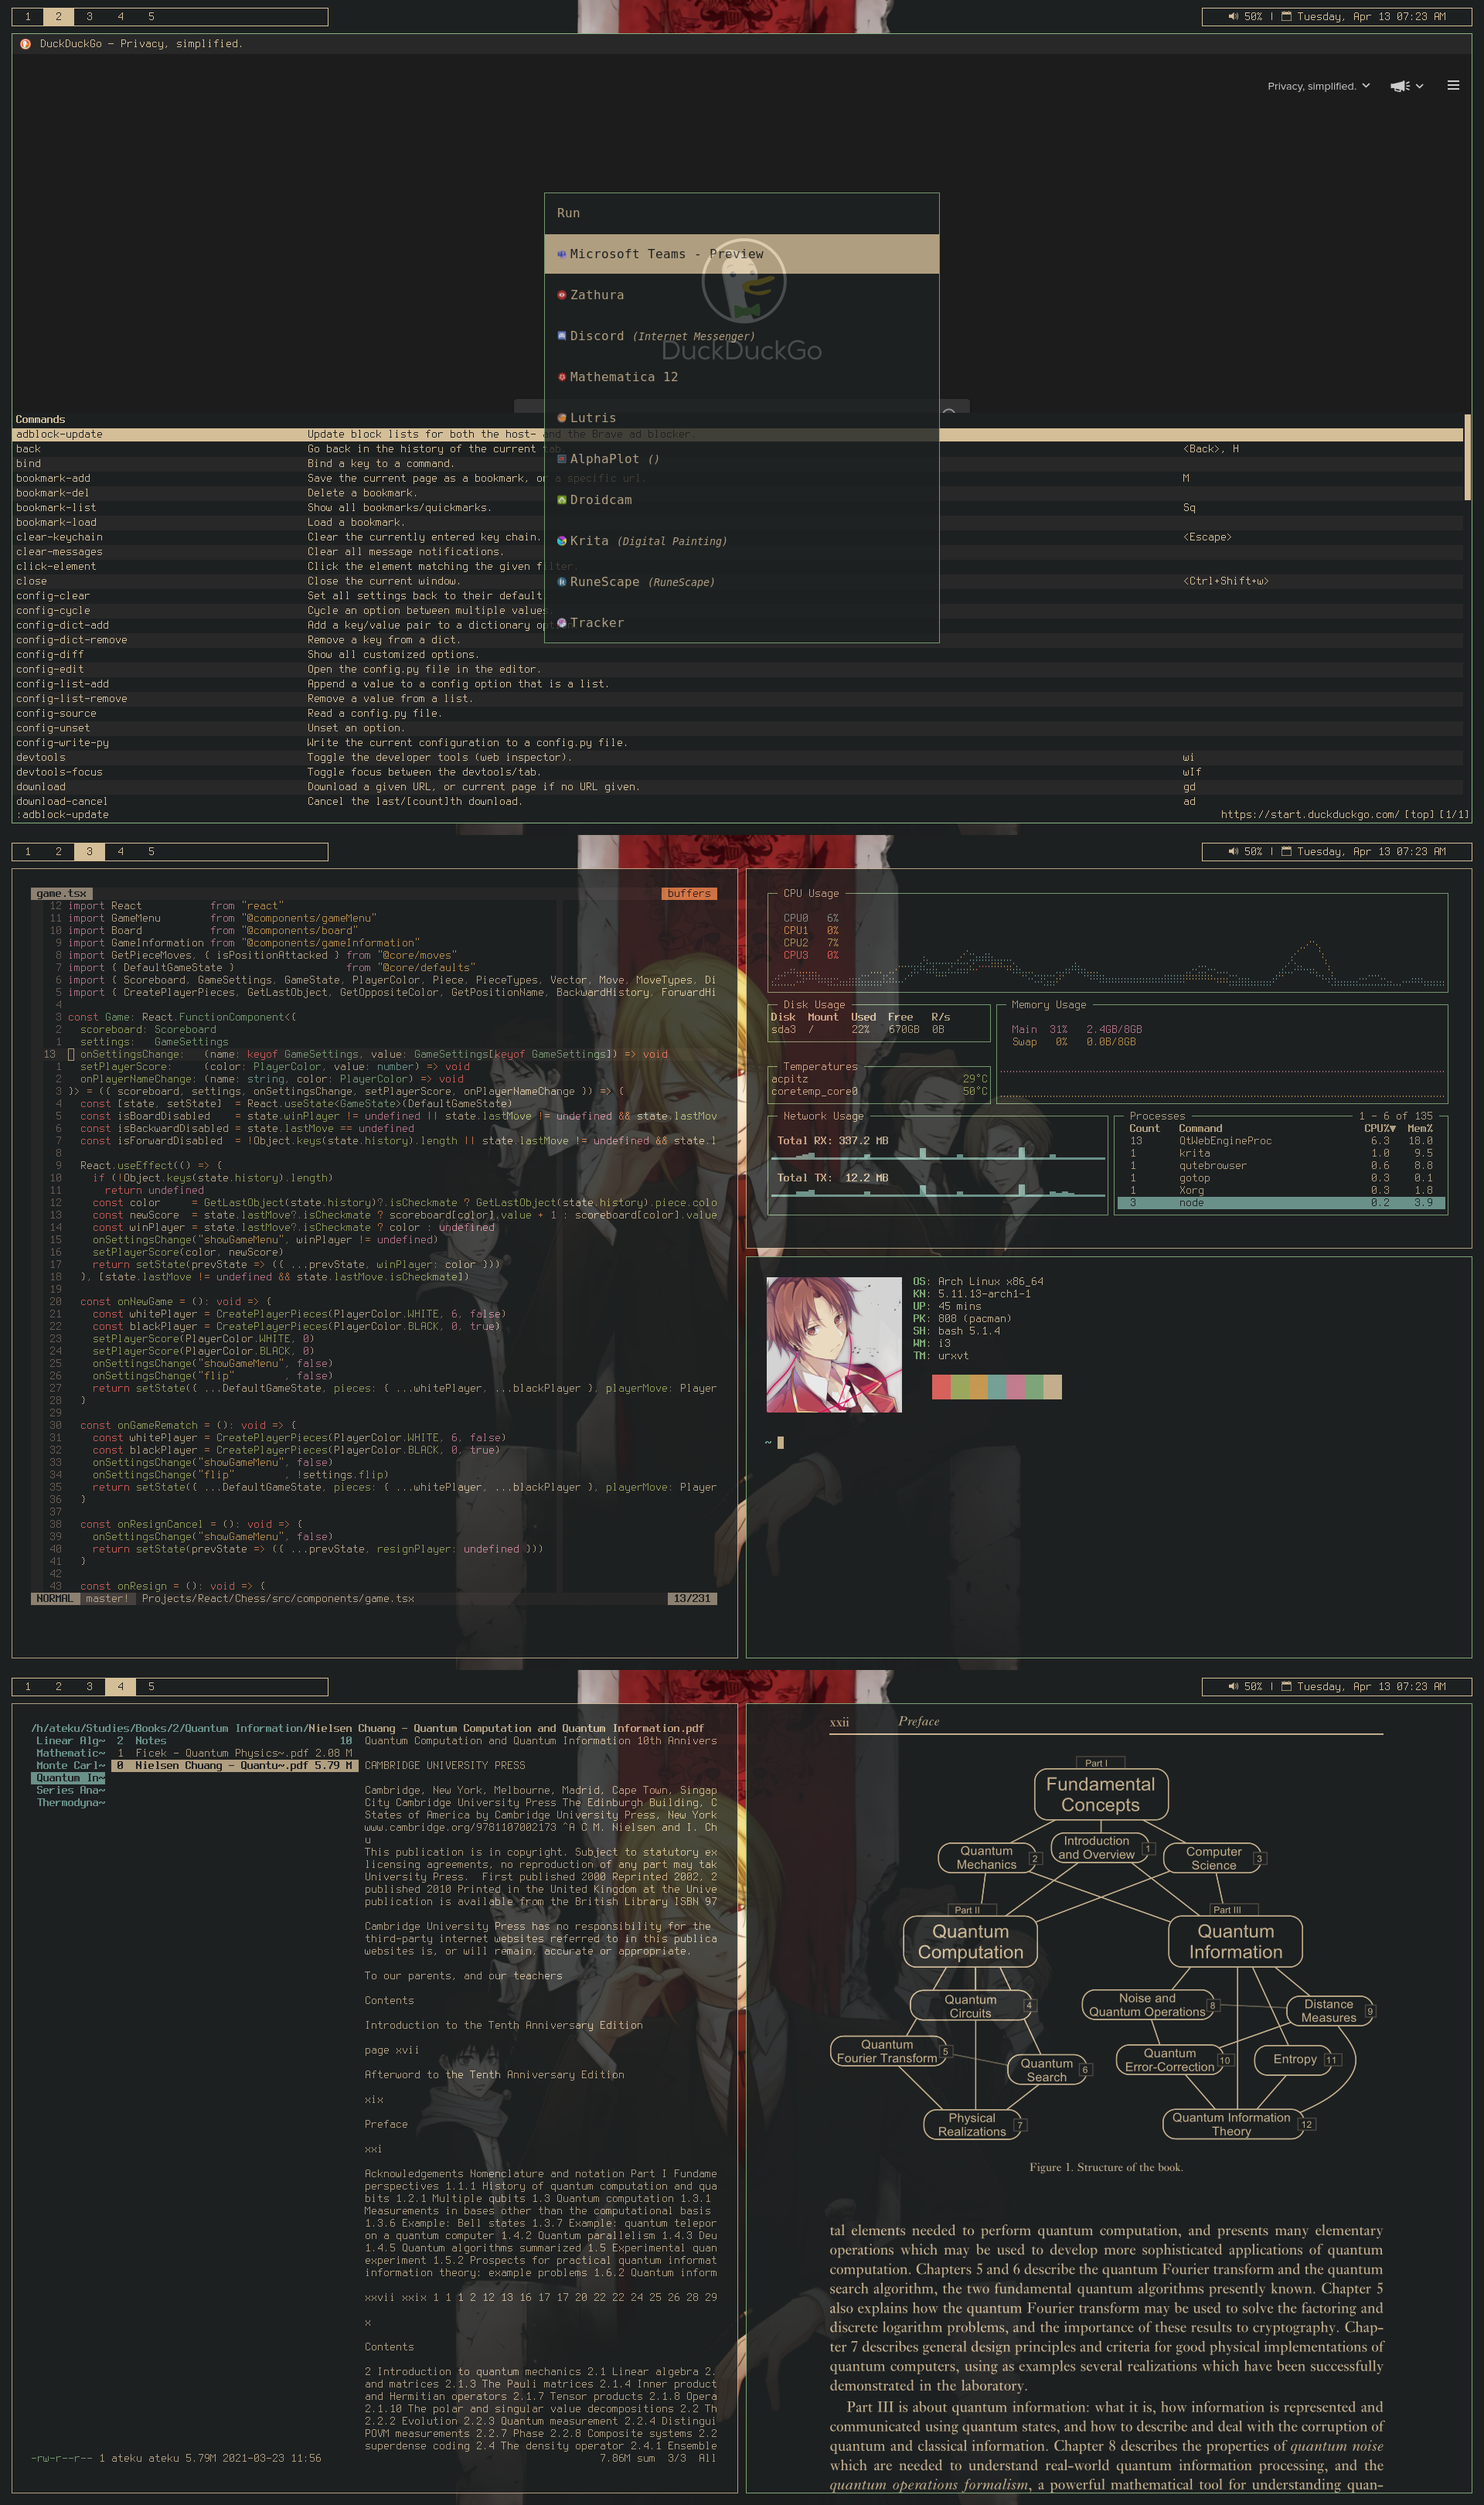 1 2 3 4 5
50% | Tuesday, Apr 13 07:23 AM
DuckDuckGo — Privacy, simplified.
Privacy, simplified.
Run
Microsoft Teams - Preview
Zathura
Discord (Internet Messenger)
DuckDuckGo
Mathematica 12
Lutris
AlphaPlot ()
Droidcam
Krita (Digital Painting)
RuneScape (RuneScape)
Tracker
Commands
adblock-update Update block lists for both the host- and the Brave ad blocker.
back Go back in the history of the current tab. <Back>, H
bind Bind a key to a command.
bookmark-add Save the current page as a bookmark, or a specific url. M
bookmark-del Delete a bookmark.
bookmark-list Show all bookmarks/quickmarks. Sq
bookmark-load Load a bookmark.
clear-keychain Clear the currently entered key chain. <Escape>
clear-messages Clear all message notifications.
click-element Click the element matching the given filter.
close Close the current window. <Ctrl+Shift+w>
config-clear Set all settings back to their default
config-cycle Cycle an option between multiple values
config-dict-add Add a key/value pair to a dictionary
config-dict-remove Remove a key from a dict.
config-diff Show all customized options.
config-edit Open the config.py file in the editor.
config-list-add Append a value to a config option that is a list.
config-list-remove Remove a value from a list.
config-source Read a config.py file.
config-unset Unset an option.
config-write-py Write the current configuration to a config.py file.
devtools Toggle the developer tools (web inspector). wi
devtools-focus Toggle focus between the devtools/tab. wIf
download Download a given URL, or current page if no URL given. gd
download-cancel Cancel the last/[count]th download. ad
:adblock-update https://start.duckduckgo.com/ [top] [1/1]
1 2 3 4 5
50% | Tuesday, Apr 13 07:23 AM
game.tsx buffers
12 import React from "react"
11 import GameMenu from "@components/gameMenu"
10 import Board from "@components/board"
9 import GameInformation from "@components/gameInformation"
8 import GetPieceMoves, { isPositionAttacked } from "@core/moves"
7 import { DefaultGameState } from "@core/defaults"
6 import { Scoreboard, GameSettings, GameState, PlayerColor, Piece, PieceTypes, Vector, Move, MoveTypes, Di
5 import { CreatePlayerPieces, GetLastObject, GetOppositeColor, GetPositionName, BackwardHistory, ForwardHi
4
3 const Game: React.FunctionComponent<{
2 scoreboard: Scoreboard
1 settings: GameSettings
13 onSettingsChange: (name: keyof GameSettings, value: GameSettings[keyof GameSettings]) => void
1 setPlayerScore: (color: PlayerColor, value: number) => void
2 onPlayerNameChange: (name: string, color: PlayerColor) => void
3 }> = ({ scoreboard, settings, onSettingsChange, setPlayerScore, onPlayerNameChange }) => {
4 const [state, setState] = React.useState<GameState>(DefaultGameState)
5 const isBoardDisabled = state.winPlayer != undefined || state.lastMove != undefined && state.lastMov
6 const isBackwardDisabled = state.lastMove == undefined
7 const isForwardDisabled = !Object.keys(state.history).length || state.lastMove != undefined && state.l
8
9 React.useEffect(() => {
10 if (!Object.keys(state.history).length)
11 return undefined
12 const color = GetLastObject(state.history)?.isCheckmate ? GetLastObject(state.history).piece.colo
13 const newScore = state.lastMove?.isCheckmate ? scoreboard[color].value + 1 : scoreboard[color].value
14 const winPlayer = state.lastMove?.isCheckmate ? color : undefined
15 onSettingsChange("showGameMenu", winPlayer != undefined)
16 setPlayerScore(color, newScore)
17 return setState(prevState => ({ ...prevState, winPlayer: color }))
18 }, [state.lastMove != undefined && state.lastMove.isCheckmate])
19
20 const onNewGame = (): void => {
21 const whitePlayer = CreatePlayerPieces(PlayerColor.WHITE, 6, false)
22 const blackPlayer = CreatePlayerPieces(PlayerColor.BLACK, 0, true)
23 setPlayerScore(PlayerColor.WHITE, 0)
24 setPlayerScore(PlayerColor.BLACK, 0)
25 onSettingsChange("showGameMenu", false)
26 onSettingsChange("flip" , false)
27 return setState({ ...DefaultGameState, pieces: { ...whitePlayer, ...blackPlayer }, playerMove: Player
28 }
29
30 const onGameRematch = (): void => {
31 const whitePlayer = CreatePlayerPieces(PlayerColor.WHITE, 6, false)
32 const blackPlayer = CreatePlayerPieces(PlayerColor.BLACK, 0, true)
33 onSettingsChange("showGameMenu", false)
34 onSettingsChange("flip" , !settings.flip)
35 return setState({ ...DefaultGameState, pieces: { ...whitePlayer, ...blackPlayer }, playerMove: Player
36 }
37
38 const onResignCancel = (): void => {
39 onSettingsChange("showGameMenu", false)
40 return setState(prevState => ({ ...prevState, resignPlayer: undefined }))
41 }
42
43 const onResign = (): void => {
NORMAL master! Projects/React/Chess/src/components/game.tsx 13/231
CPU Usage
CPU0 6%
CPU1 0%
CPU2 7%
CPU3 0%
Disk Usage
Disk Mount Used Free R/s
sda3 / 22% 670GB 0B
Memory Usage
Main 31% 2.4GB/8GB
Swap 0% 0.0B/8GB
Temperatures
acpitz 29°C
coretemp_core0 50°C
Network Usage
Total RX: 337.2 MB
Total TX: 12.2 MB
Processes 1 - 6 of 135
Count Command CPU%▼ Mem%
13 QtWebEngineProc 6.3 18.0
1 krita 1.0 9.5
1 qutebrowser 0.6 8.8
1 gotop 0.3 0.1
1 Xorg 0.3 1.8
3 node 0.2 3.9
OS: Arch Linux x86_64
KN: 5.11.13-arch1-1
UP: 45 mins
PK: 808 (pacman)
SH: bash 5.1.4
WM: i3
TM: urxvt
~
1 2 3 4 5
50% | Tuesday, Apr 13 07:23 AM
/h/ateku/Studies/Books/2/Quantum Information/Nielsen Chuang - Quantum Computation and Quantum Information.pdf
Linear Alg~ 2 Notes 10
Mathematic~ 1 Ficek - Quantum Physics~.pdf 2.08 M
Monte Carl~ 0 Nielsen Chuang - Quantu~.pdf 5.79 M
Quantum In~
Series Ana~
Thermodyna~
Quantum Computation and Quantum Information 10th Annivers
CAMBRIDGE UNIVERSITY PRESS
Cambridge, New York, Melbourne, Madrid, Cape Town, Singap
City Cambridge University Press The Edinburgh Building, C
States of America by Cambridge University Press, New York
www.cambridge.org/9781107002173 ^A C M. Nielsen and I. Ch
u
This publication is in copyright. Subject to statutory ex
licensing agreements, no reproduction of any part may tak
University Press. First published 2000 Reprinted 2002, 2
published 2010 Printed in the United Kingdom at the Unive
publication is available from the British Library ISBN 97
Cambridge University Press has no responsibility for the
third-party internet websites referred to in this publica
websites is, or will remain, accurate or appropriate.
To our parents, and our teachers
Contents
Introduction to the Tenth Anniversary Edition
page xvii
Afterword to the Tenth Anniversary Edition
xix
Preface
xxi
Acknowledgements Nomenclature and notation Part I Fundame
perspectives 1.1.1 History of quantum computation and qua
bits 1.2.1 Multiple qubits 1.3 Quantum computation 1.3.1
Measurements in bases other than the computational basis
1.3.6 Example: Bell states 1.3.7 Example: quantum telepor
on a quantum computer 1.4.2 Quantum parallelism 1.4.3 Deu
1.4.5 Quantum algorithms summarized 1.5 Experimental quan
experiment 1.5.2 Prospects for practical quantum informat
information theory: example problems 1.6.2 Quantum inform
xxvii xxix 1 1 1 2 12 13 16 17 17 20 22 22 24 25 26 28 29
x
Contents
2 Introduction to quantum mechanics 2.1 Linear algebra 2.
and matrices 2.1.3 The Pauli matrices 2.1.4 Inner product
and Hermitian operators 2.1.7 Tensor products 2.1.8 Opera
2.1.10 The polar and singular value decompositions 2.2 Th
2.2.2 Evolution 2.2.3 Quantum measurement 2.2.4 Distingui
POVM measurements 2.2.7 Phase 2.2.8 Composite systems 2.2
superdense coding 2.4 The density operator 2.4.1 Ensemble
-rw-r--r-- 1 ateku ateku 5.79M 2021-03-23 11:56 7.86M sum 3/3 All
xxii Preface
Part I
Fundamental
Concepts
Introduction
and Overview 1
Quantum
Mechanics 2
Computer
Science 3
Part II
Quantum
Computation
Part III
Quantum
Information
Quantum
Circuits 4
Noise and
Quantum Operations 8
Distance
Measures 9
Quantum
Fourier Transform 5
Quantum
Search 6
Quantum
Error-Correction 10
Entropy 11
Physical
Realizations 7
Quantum Information
Theory 12
Figure 1. Structure of the book.
tal elements needed to perform quantum computation, and presents many elementary
operations which may be used to develop more sophisticated applications of quantum
computation. Chapters 5 and 6 describe the quantum Fourier transform and the quantum
search algorithm, the two fundamental quantum algorithms presently known. Chapter 5
also explains how the quantum Fourier transform may be used to solve the factoring and
discrete logarithm problems, and the importance of these results to cryptography. Chap-
ter 7 describes general design principles and criteria for good physical implementations of
quantum computers, using as examples several realizations which have been successfully
demonstrated in the laboratory.
Part III is about quantum information: what it is, how information is represented and
communicated using quantum states, and how to describe and deal with the corruption of
quantum and classical information. Chapter 8 describes the properties of quantum noise
which are needed to understand real-world quantum information processing, and the
quantum operations formalism, a powerful mathematical tool for understanding quan-